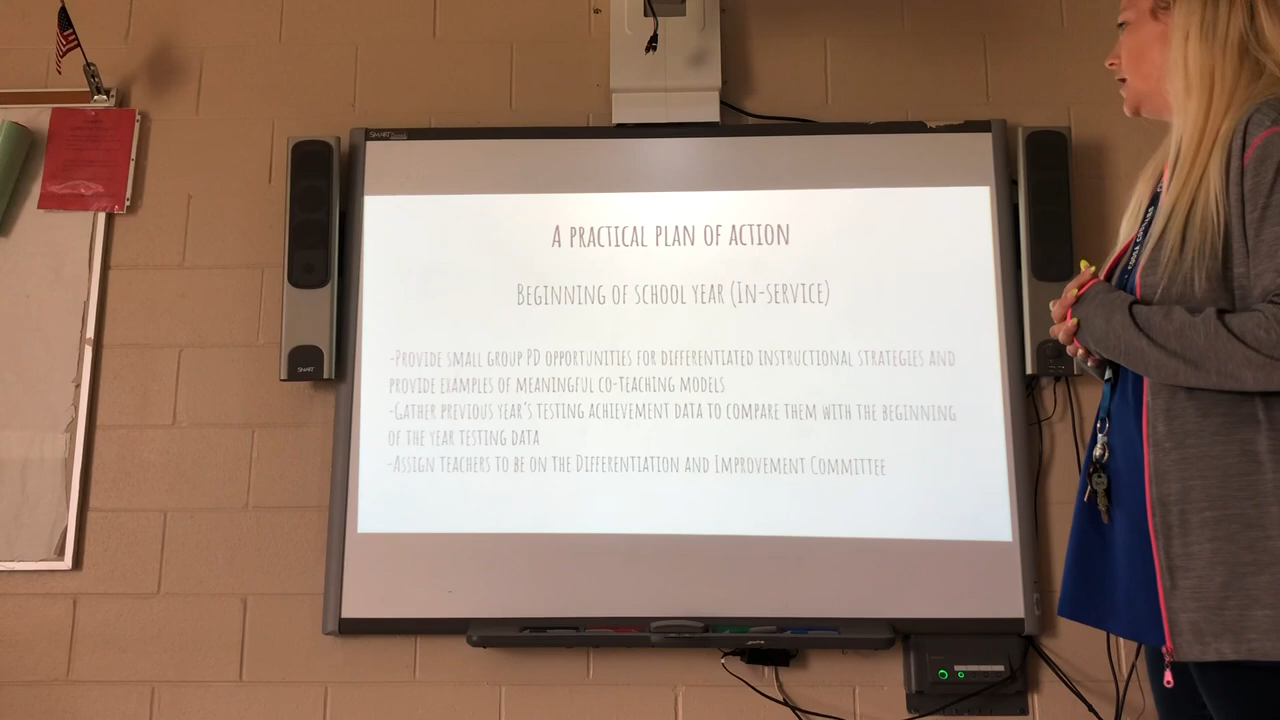 SMART
A PRACTICAL PLAN OF ACTION
BEGINNING OF SCHOOL YEAR (IN-SERVICE)
-PROVIDE SMALL GROUP PD OPPORTUNITIES FOR DIFFERENTIATED INSTRUCTIONAL STRATEGIES AND
PROVIDE EXAMPLES OF MEANINGFUL CO-TEACHING MODELS
-GATHER PREVIOUS YEAR'S TESTING ACHIEVEMENT DATA TO COMPARE THEM WITH THE BEGINNING
OF THE YEAR TESTING DATA
-ASSIGN TEACHERS TO BE ON THE DIFFERENTIATION AND IMPROVEMENT COMMITTEE
SMART